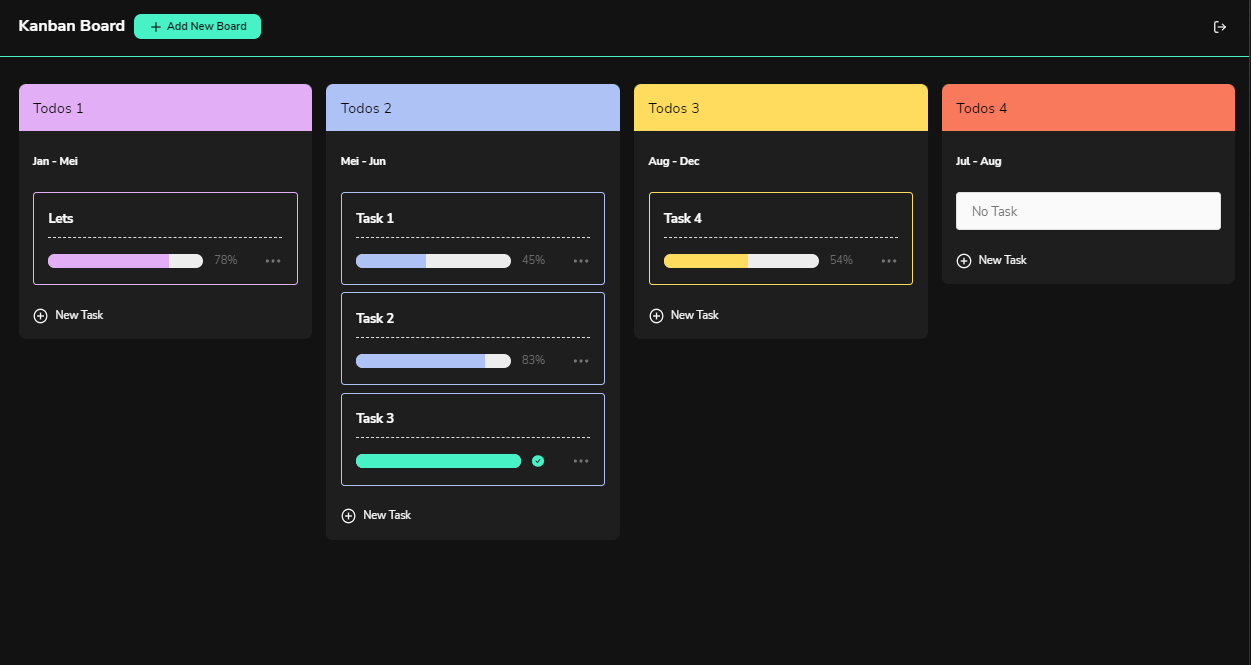 Kanban Board
Add New Board
Todos 1
Jan - Mei
Lets
78%
New Task
Todos 2
Mei - Jun
Task 1
45%
Task 2
83%
Task 3
New Task
Todos 3
Aug - Dec
Task 4
54%
New Task
Todos 4
Jul - Aug
No Task
New Task